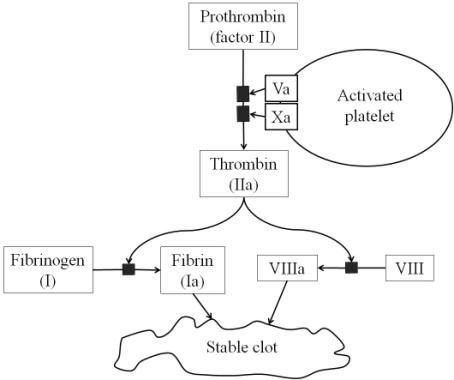 Prothrombin
(factor II)
Va
Xa
Activated
platelet
Thrombin
(IIa)
Fibrinogen
(I)
Fibrin
(Ia)
VIIIa
VIII
Stable clot